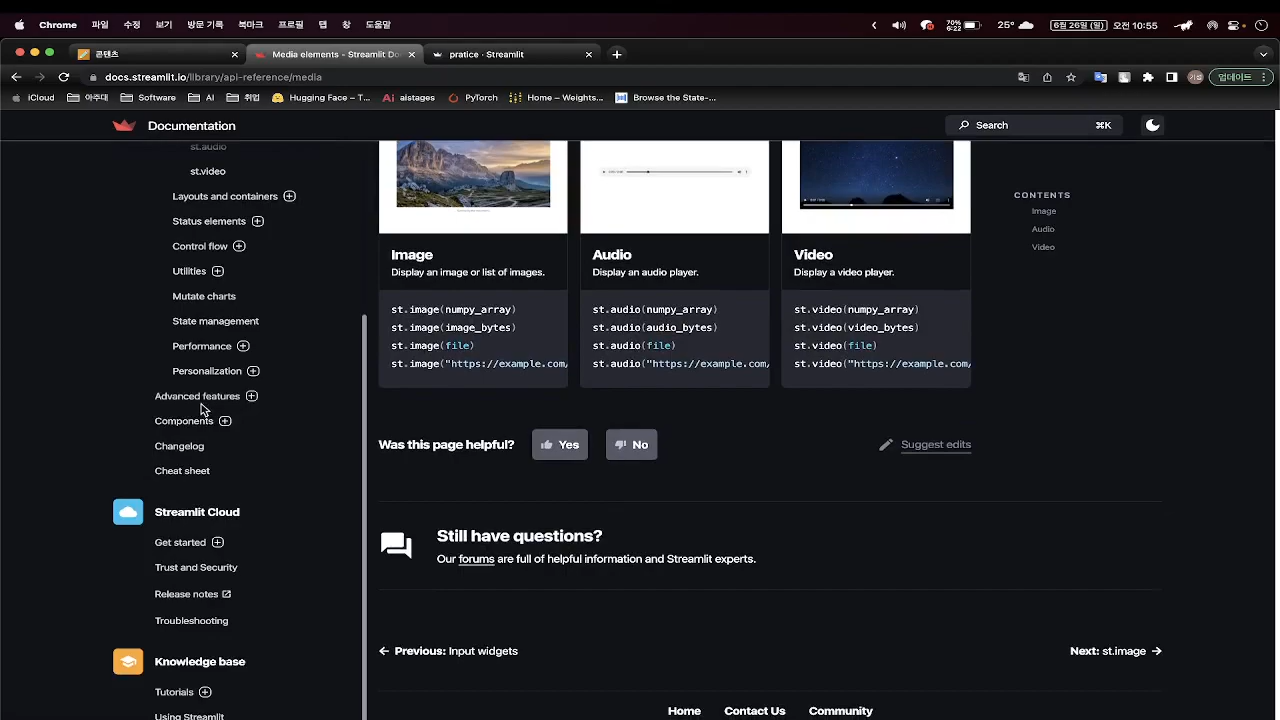 Chrome 파일 수정 보기 방문 기록 북마크 프로필 탭 창 도움말
70% 6:22 25° 6월 26일 (일) 오전 10:55
콘텐츠
Media elements - Streamlit Do
pratice · Streamlit
docs.streamlit.io/library/api-reference/media
업데이트
iCloud 아주대 Software AI 취업 Hugging Face – T... aistages PyTorch Home – Weights... Browse the State-...
Documentation
Search ⌘K
st.audio
st.video
Layouts and containers
Status elements
Control flow
Utilities
Mutate charts
State management
Performance
Personalization
Advanced features
Components
Changelog
Cheat sheet
Streamlit Cloud
Get started
Trust and Security
Release notes
Troubleshooting
Knowledge base
Tutorials
Using Streamlit
Image
Display an image or list of images.
st.image(numpy_array)
st.image(image_bytes)
st.image(file)
st.image("https://example.com/
Audio
Display an audio player.
st.audio(numpy_array)
st.audio(audio_bytes)
st.audio(file)
st.audio("https://example.com/
Video
Display a video player.
st.video(numpy_array)
st.video(video_bytes)
st.video(file)
st.video("https://example.com/
Was this page helpful? Yes No
Suggest edits
Still have questions?
Our forums are full of helpful information and Streamlit experts.
← Previous: Input widgets
Next: st.image →
Home Contact Us Community
CONTENTS
Image
Audio
Video